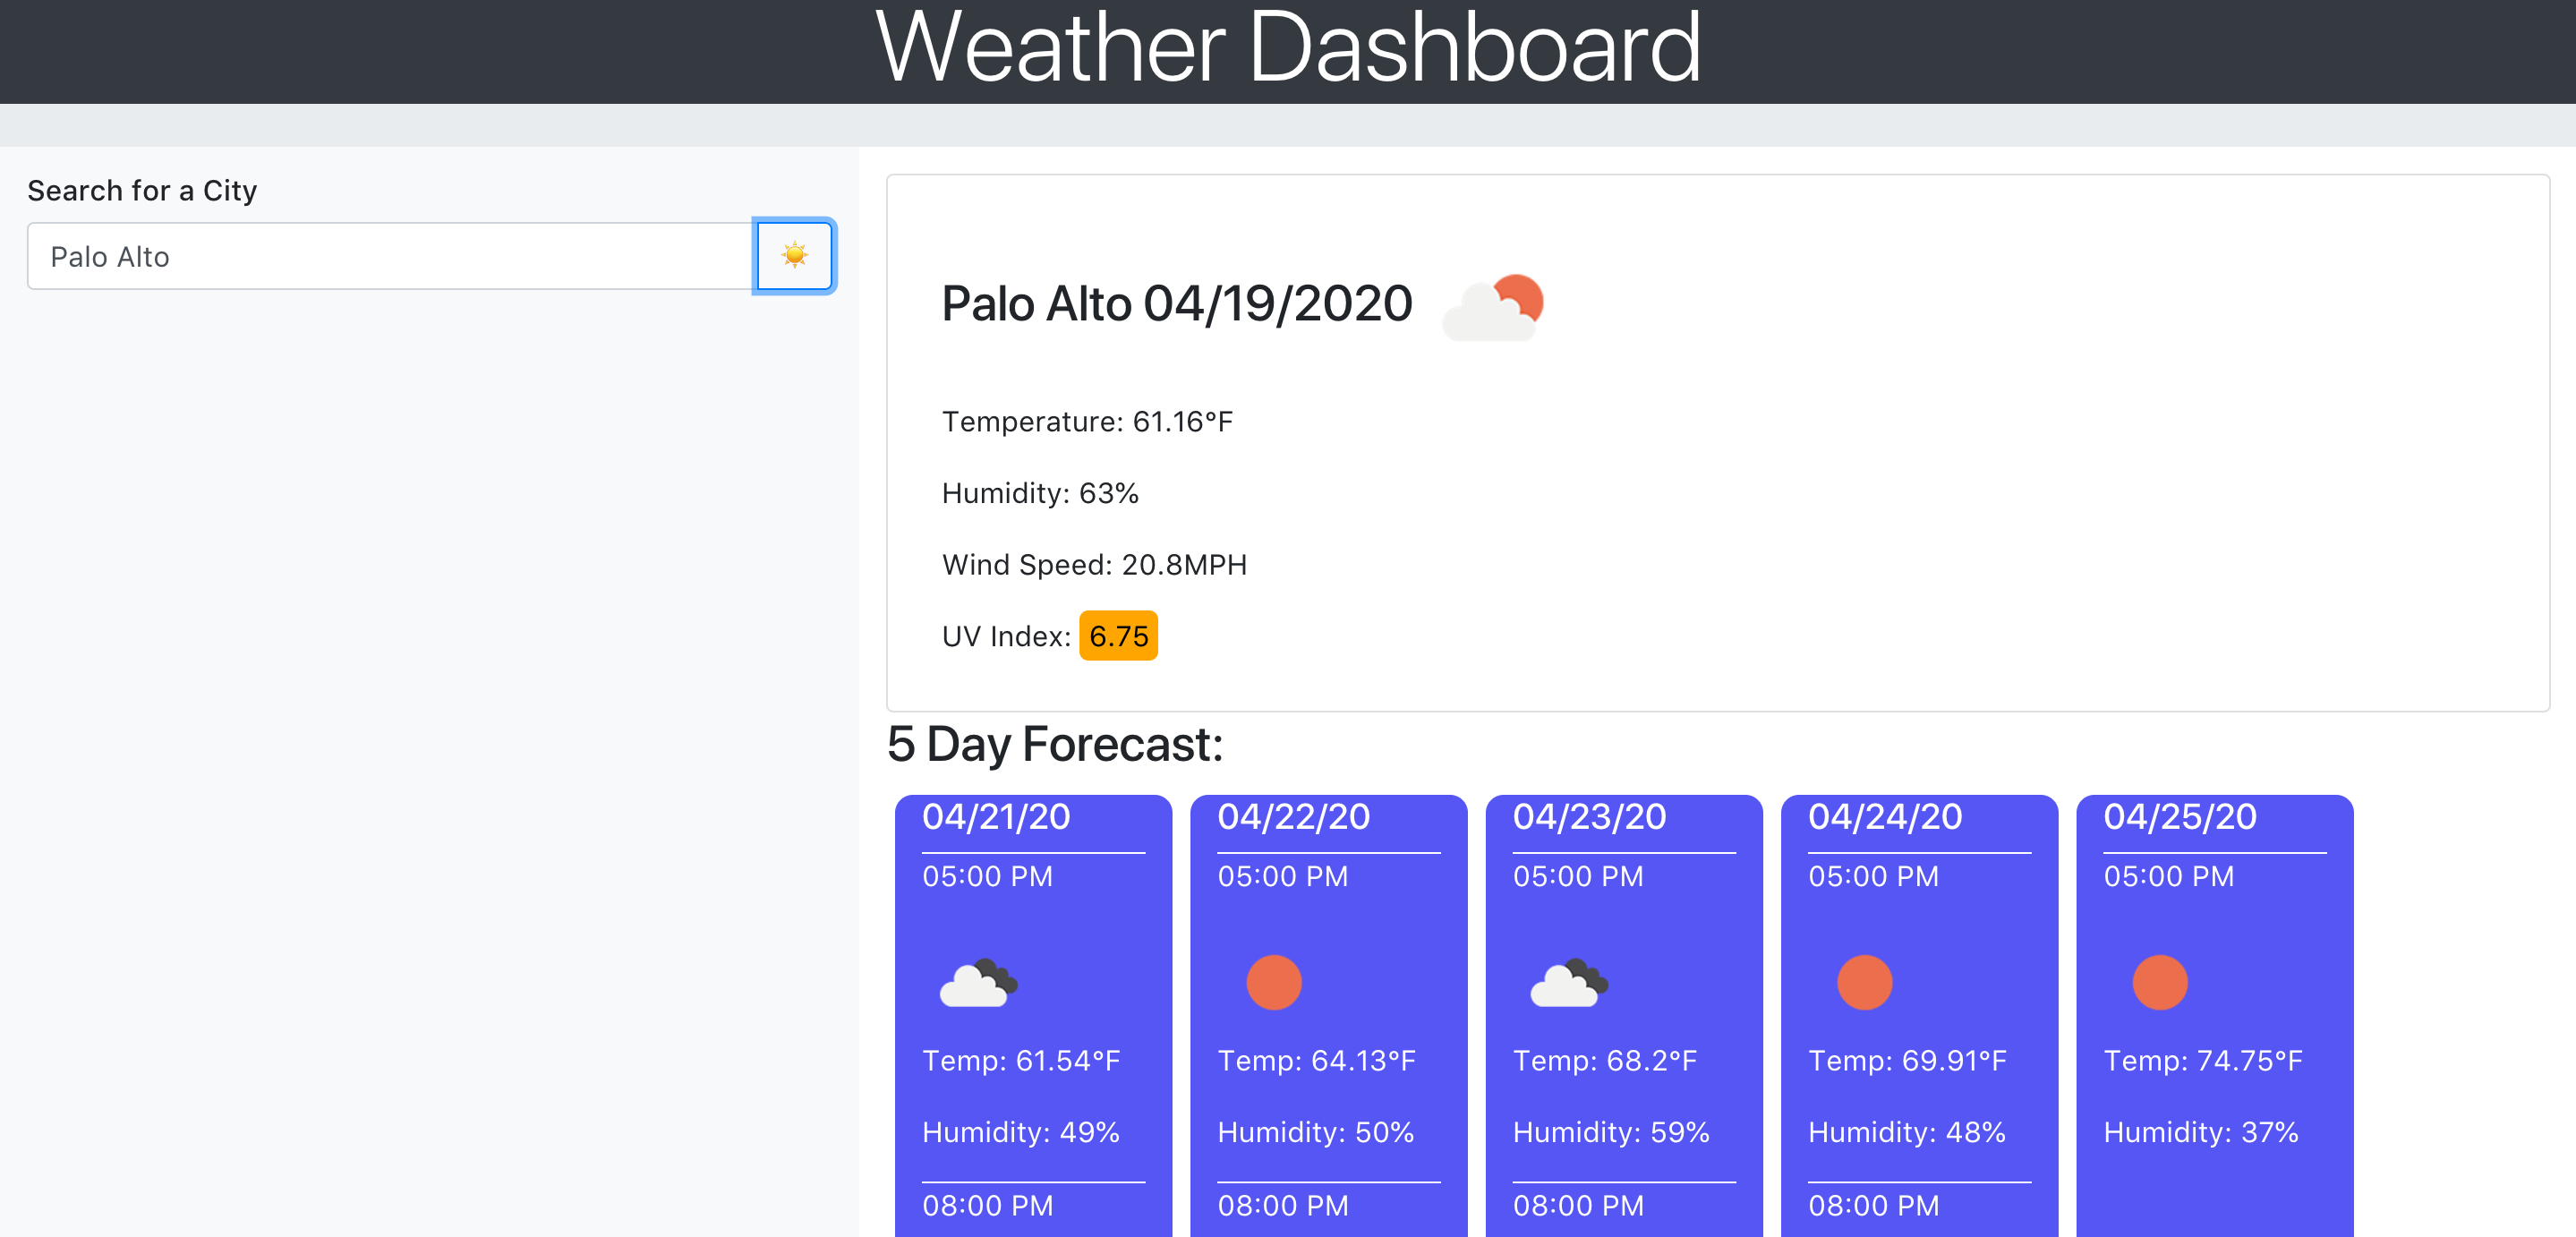 Weather Dashboard
Search for a City
Palo Alto
Palo Alto 04/19/2020
Temperature: 61.16°F
Humidity: 63%
Wind Speed: 20.8MPH
UV Index: 6.75
5 Day Forecast:
04/21/20
05:00 PM
Temp: 61.54°F
Humidity: 49%
08:00 PM
04/22/20
05:00 PM
Temp: 64.13°F
Humidity: 50%
08:00 PM
04/23/20
05:00 PM
Temp: 68.2°F
Humidity: 59%
08:00 PM
04/24/20
05:00 PM
Temp: 69.91°F
Humidity: 48%
08:00 PM
04/25/20
05:00 PM
Temp: 74.75°F
Humidity: 37%